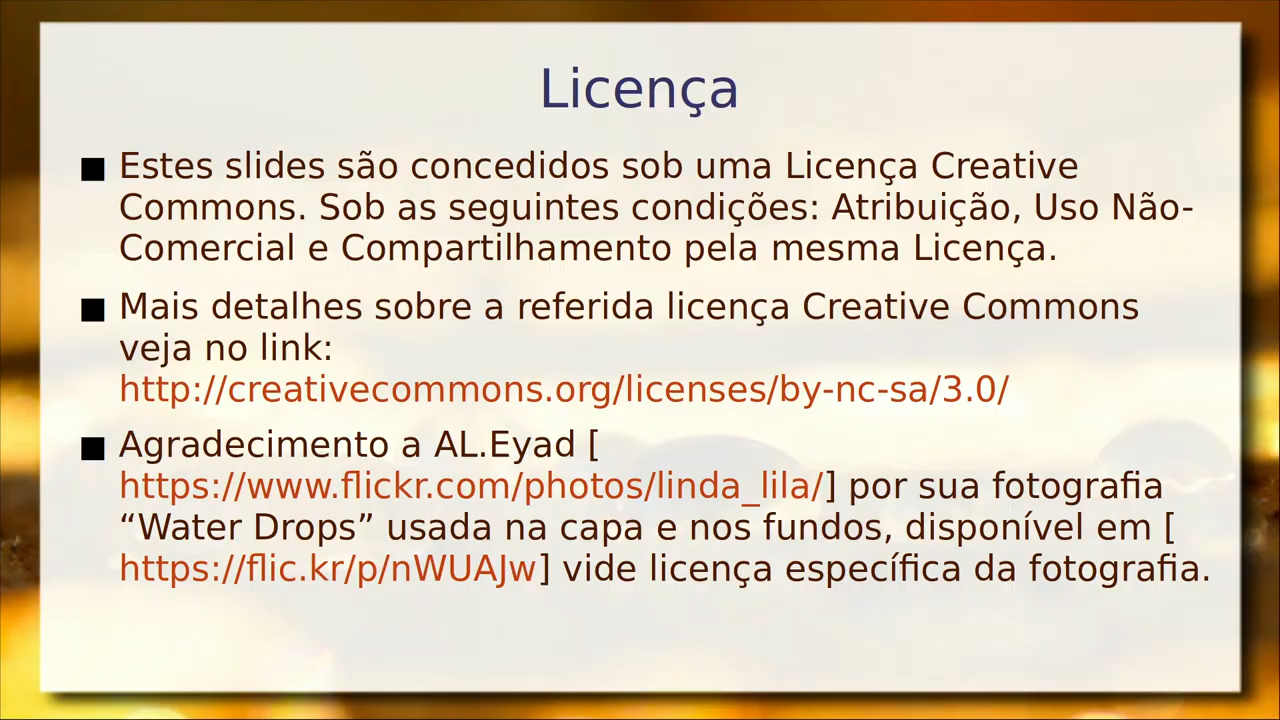 Licença
Estes slides são concedidos sob uma Licença Creative
Commons. Sob as seguintes condições: Atribuição, Uso Não-
Comercial e Compartilhamento pela mesma Licença.
Mais detalhes sobre a referida licença Creative Commons
veja no link:
http://creativecommons.org/licenses/by-nc-sa/3.0/
Agradecimento a AL.Eyad [
https://www.flickr.com/photos/linda_lila/] por sua fotografia
“Water Drops” usada na capa e nos fundos, disponível em [
https://flic.kr/p/nWUAJw] vide licença específica da fotografia.